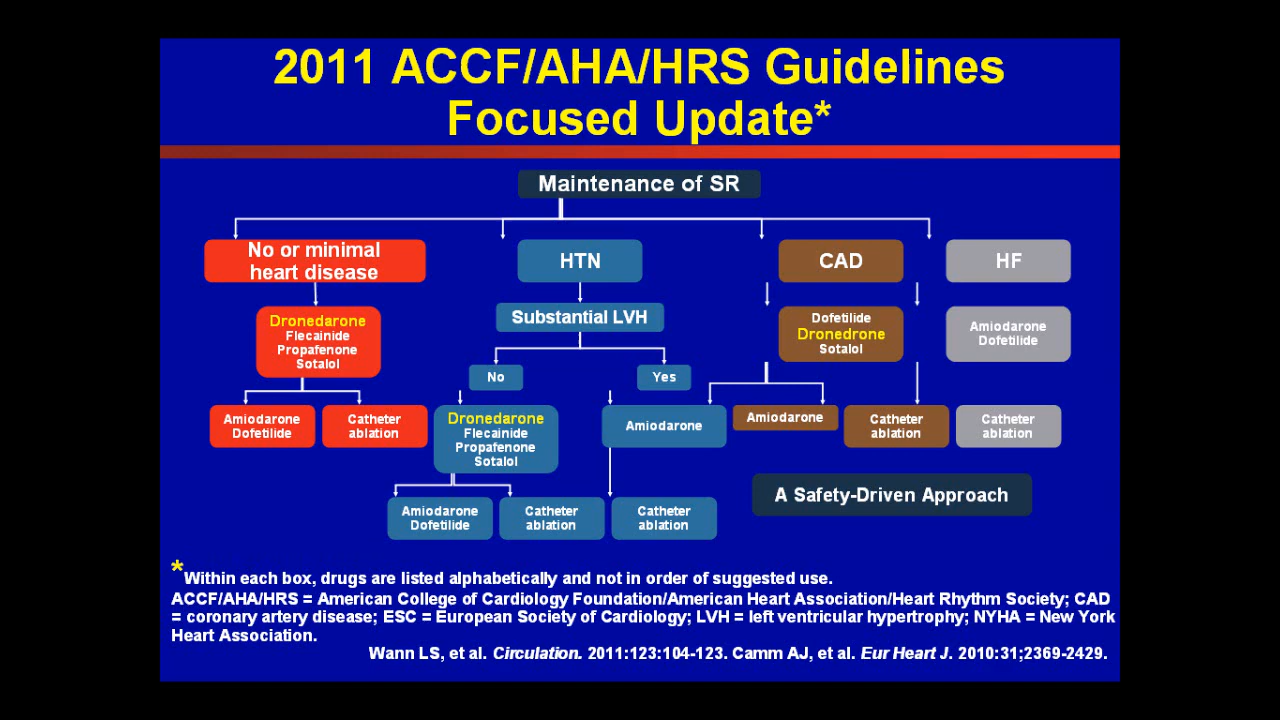 2011 ACCF/AHA/HRS Guidelines
Focused Update*
Maintenance of SR
No or minimal
heart disease
HTN
CAD
HF
Dronedarone
Flecainide
Propafenone
Sotalol
Substantial LVH
Dofetilide
Dronedrone
Sotalol
Amiodarone
Dofetilide
No
Yes
Amiodarone
Dofetilide
Catheter
ablation
Dronedarone
Flecainide
Propafenone
Sotalol
Amiodarone
Amiodarone
Catheter
ablation
Catheter
ablation
Amiodarone
Dofetilide
Catheter
ablation
Catheter
ablation
A Safety-Driven Approach
*Within each box, drugs are listed alphabetically and not in order of suggested use.
ACCF/AHA/HRS = American College of Cardiology Foundation/American Heart Association/Heart Rhythm Society; CAD
= coronary artery disease; ESC = European Society of Cardiology; LVH = left ventricular hypertrophy; NYHA = New York
Heart Association.
Wann LS, et al. Circulation. 2011:123:104-123. Camm AJ, et al. Eur Heart J. 2010:31;2369-2429.